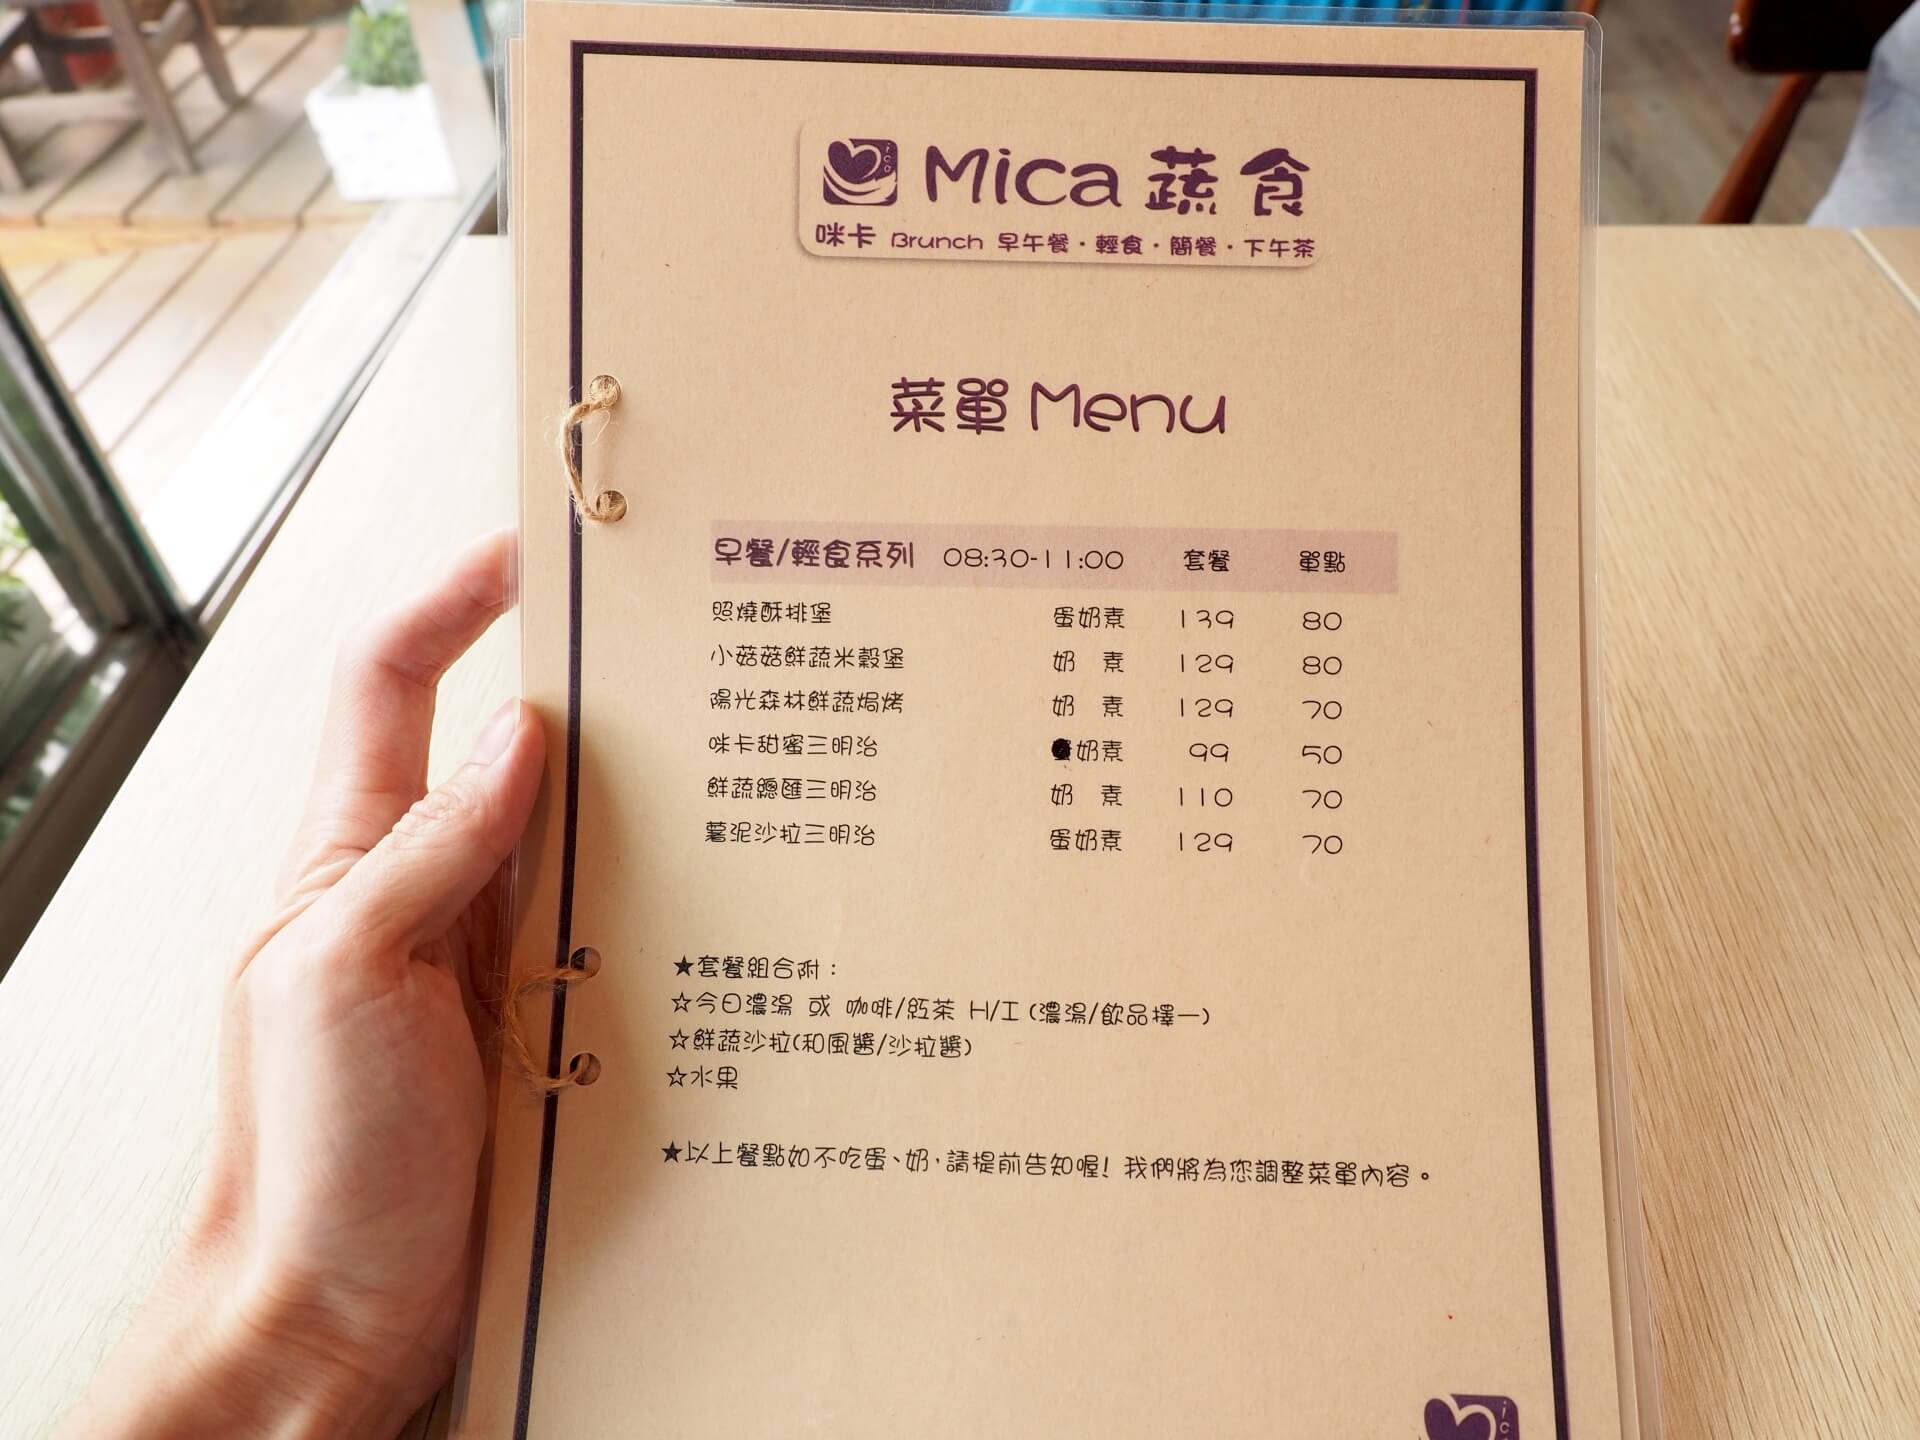 ico
Mica 蔬食
咪卡 Brunch 早午餐・輕食・簡餐・下午茶
菜單 Menu
早餐/輕食系列 08:30-11:00 套餐 單點
照燒酥排堡 蛋奶素 139 80
小菇菇鮮蔬米穀堡 奶 素 129 80
陽光森林鮮蔬焗烤 奶 素 129 70
咪卡甜蜜三明治 奶素 99 50
鮮蔬總匯三明治 奶 素 110 70
薯泥沙拉三明治 蛋奶素 129 70
★套餐組合附：
☆今日濃湯 或 咖啡/紅茶 H/I (濃湯/飲品擇一)
☆鮮蔬沙拉(和風醬/沙拉醬)
☆水果
★以上餐點如不吃蛋、奶，請提前告知喔! 我們將為您調整菜單內容。